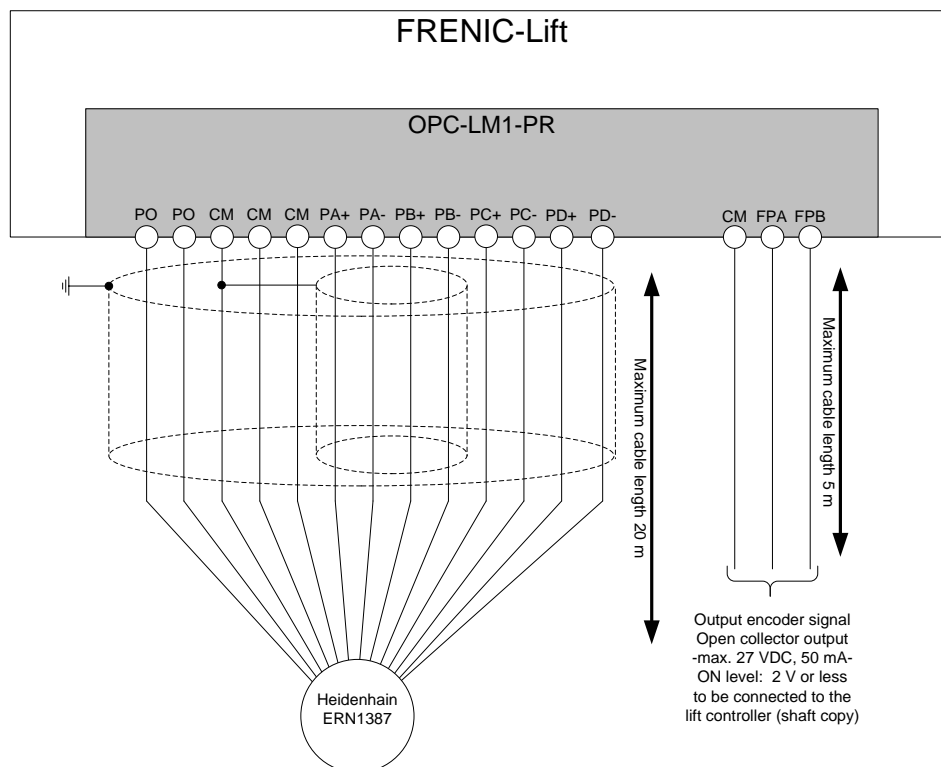 FRENIC-Lift
OPC-LM1-PR
PO PO CM CM CM PA+ PA- PB+ PB- PC+ PC- PD+ PD- CM FPA FPB
Maximum cable length 20 m
Maximum cable length 5 m
Heidenhain
ERN1387
Output encoder signal
Open collector output
-max. 27 VDC, 50 mA-
ON level: 2 V or less
to be connected to the
lift controller (shaft copy)